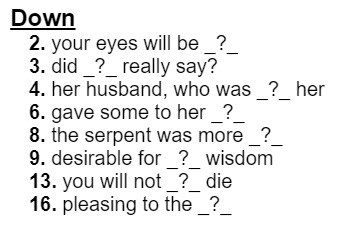 Down
2. your eyes will be _?_
3. did _?_ really say?
4. her husband, who was _?_ her
6. gave some to her _?_
8. the serpent was more _?_
9. desirable for _?_ wisdom
13. you will not _?_ die
16. pleasing to the _?_